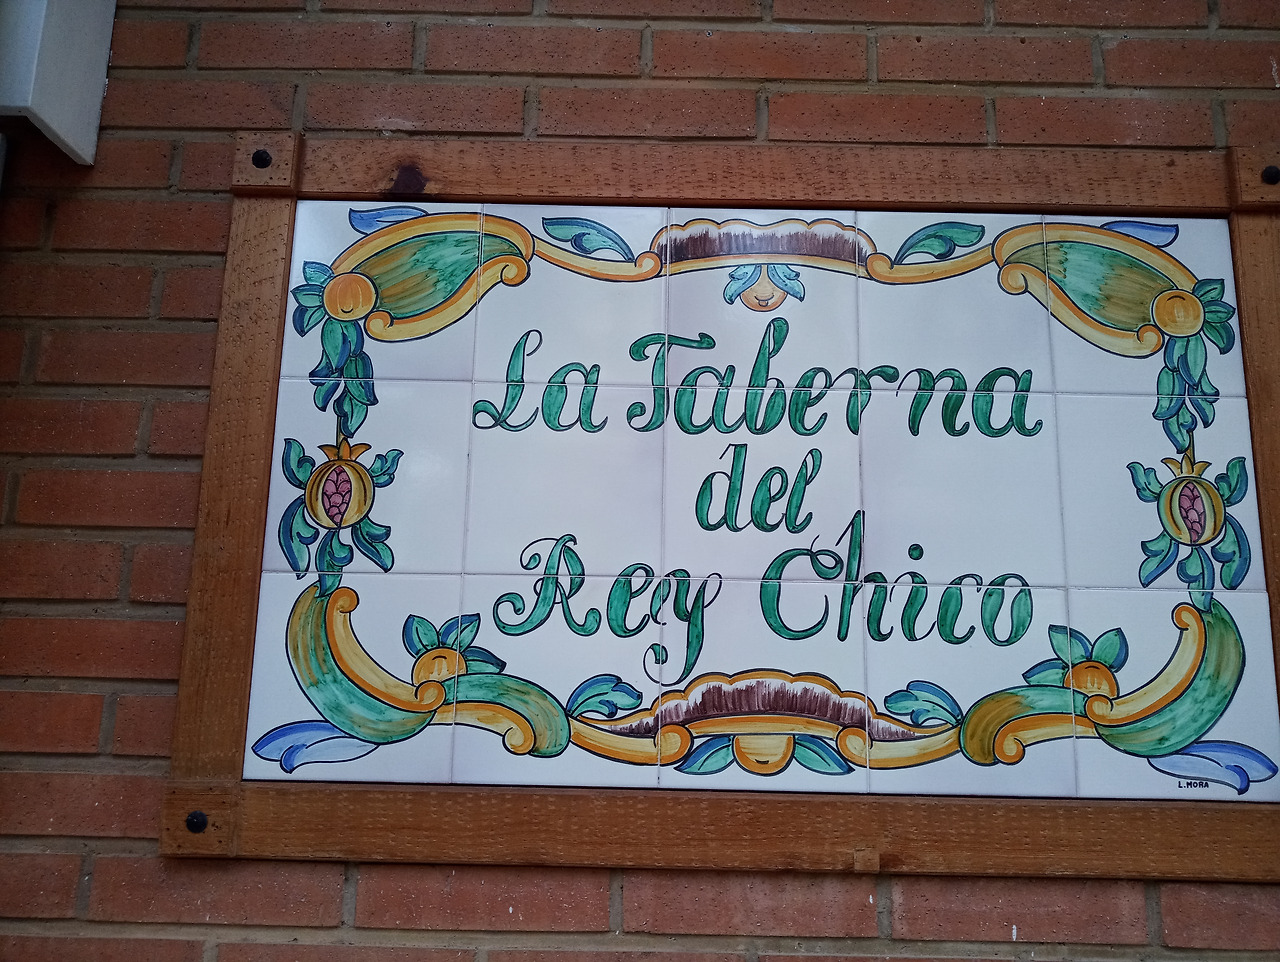 La Taberna
del
Rey Chico
L. MORA